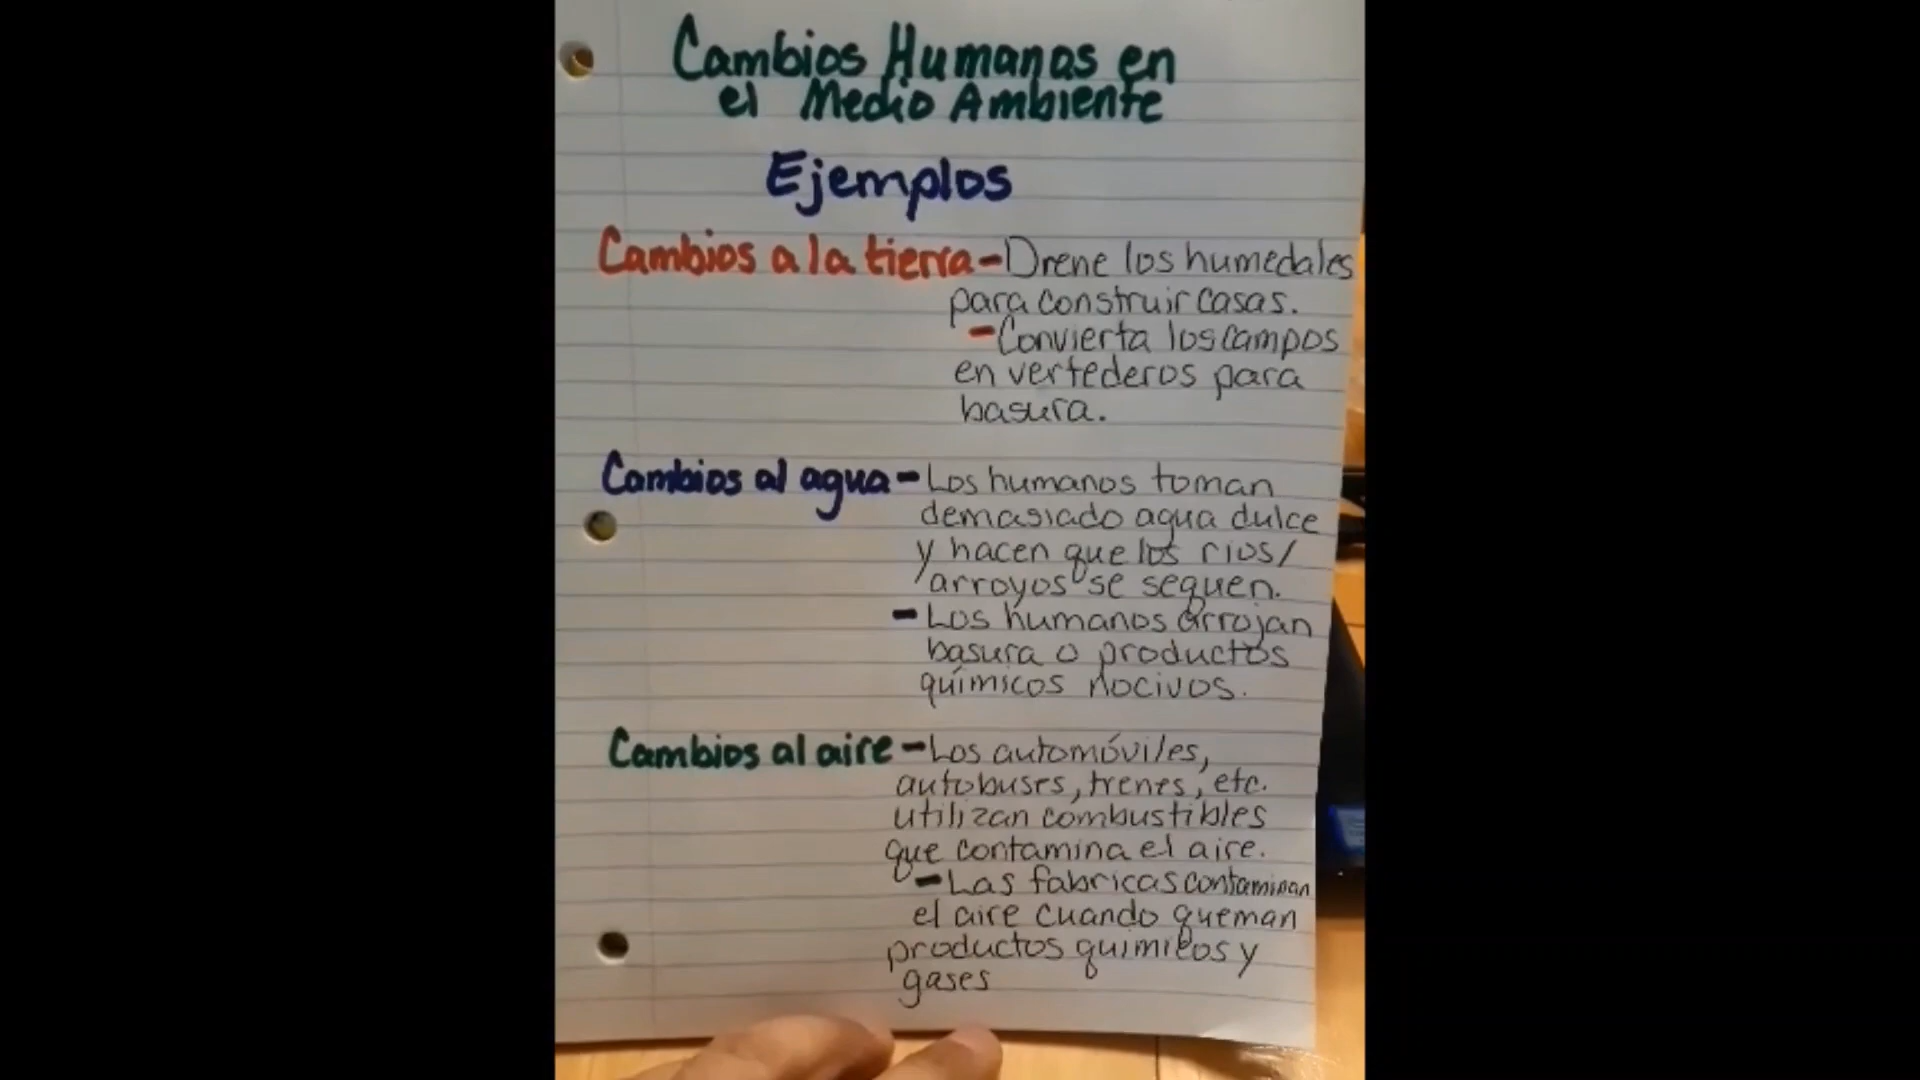 Cambios Humanos en
el Medio Ambiente
Ejemplos
Cambios a la tierra - Drene los humedales
para construir casas.
- Convierta los campos
en vertederos para
basura.
Cambios al agua - Los humanos toman
demasiado agua dulce
y hacen que los rios/
arroyos se sequen.
- Los humanos arrojan
basura o productos
químicos nocivos.
Cambios al aire - Los automóviles,
autobuses, trenes, etc.
utilizan combustibles
que contamina el aire.
- Las fabricas contaminan
el aire cuando queman
productos quimicos y
gases